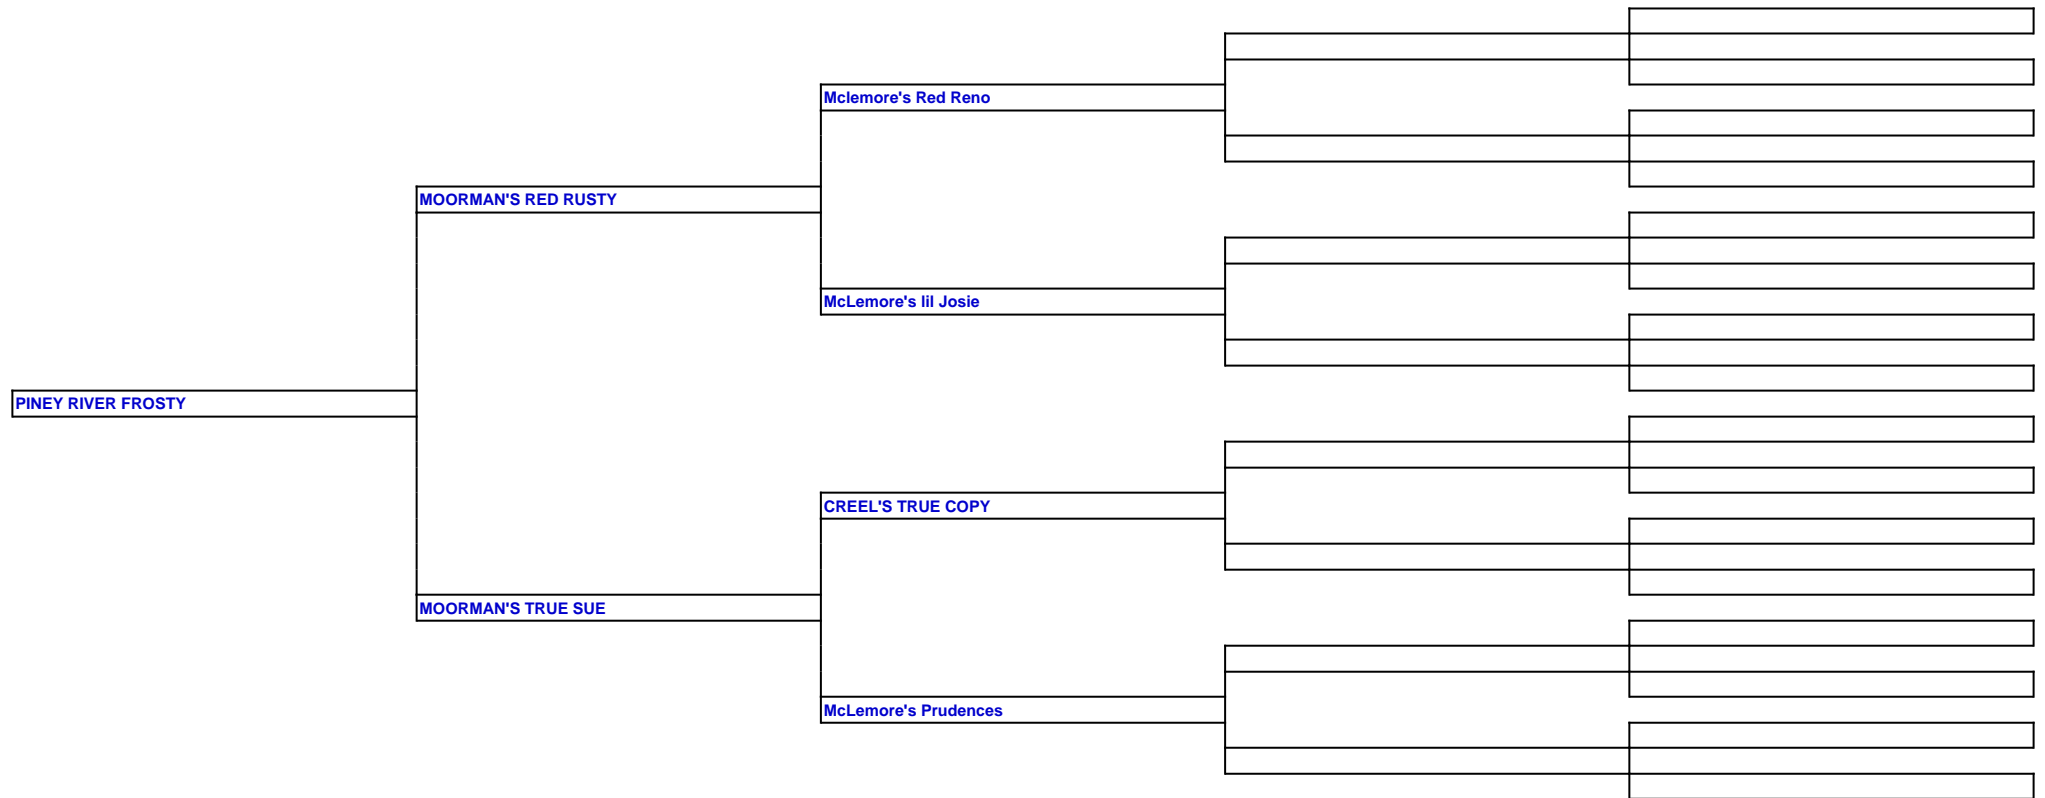 Mclemore's Red Reno
MOORMAN'S RED RUSTY
McLemore's lil Josie
PINEY RIVER FROSTY
CREEL'S TRUE COPY
MOORMAN'S TRUE SUE
McLemore's Prudences